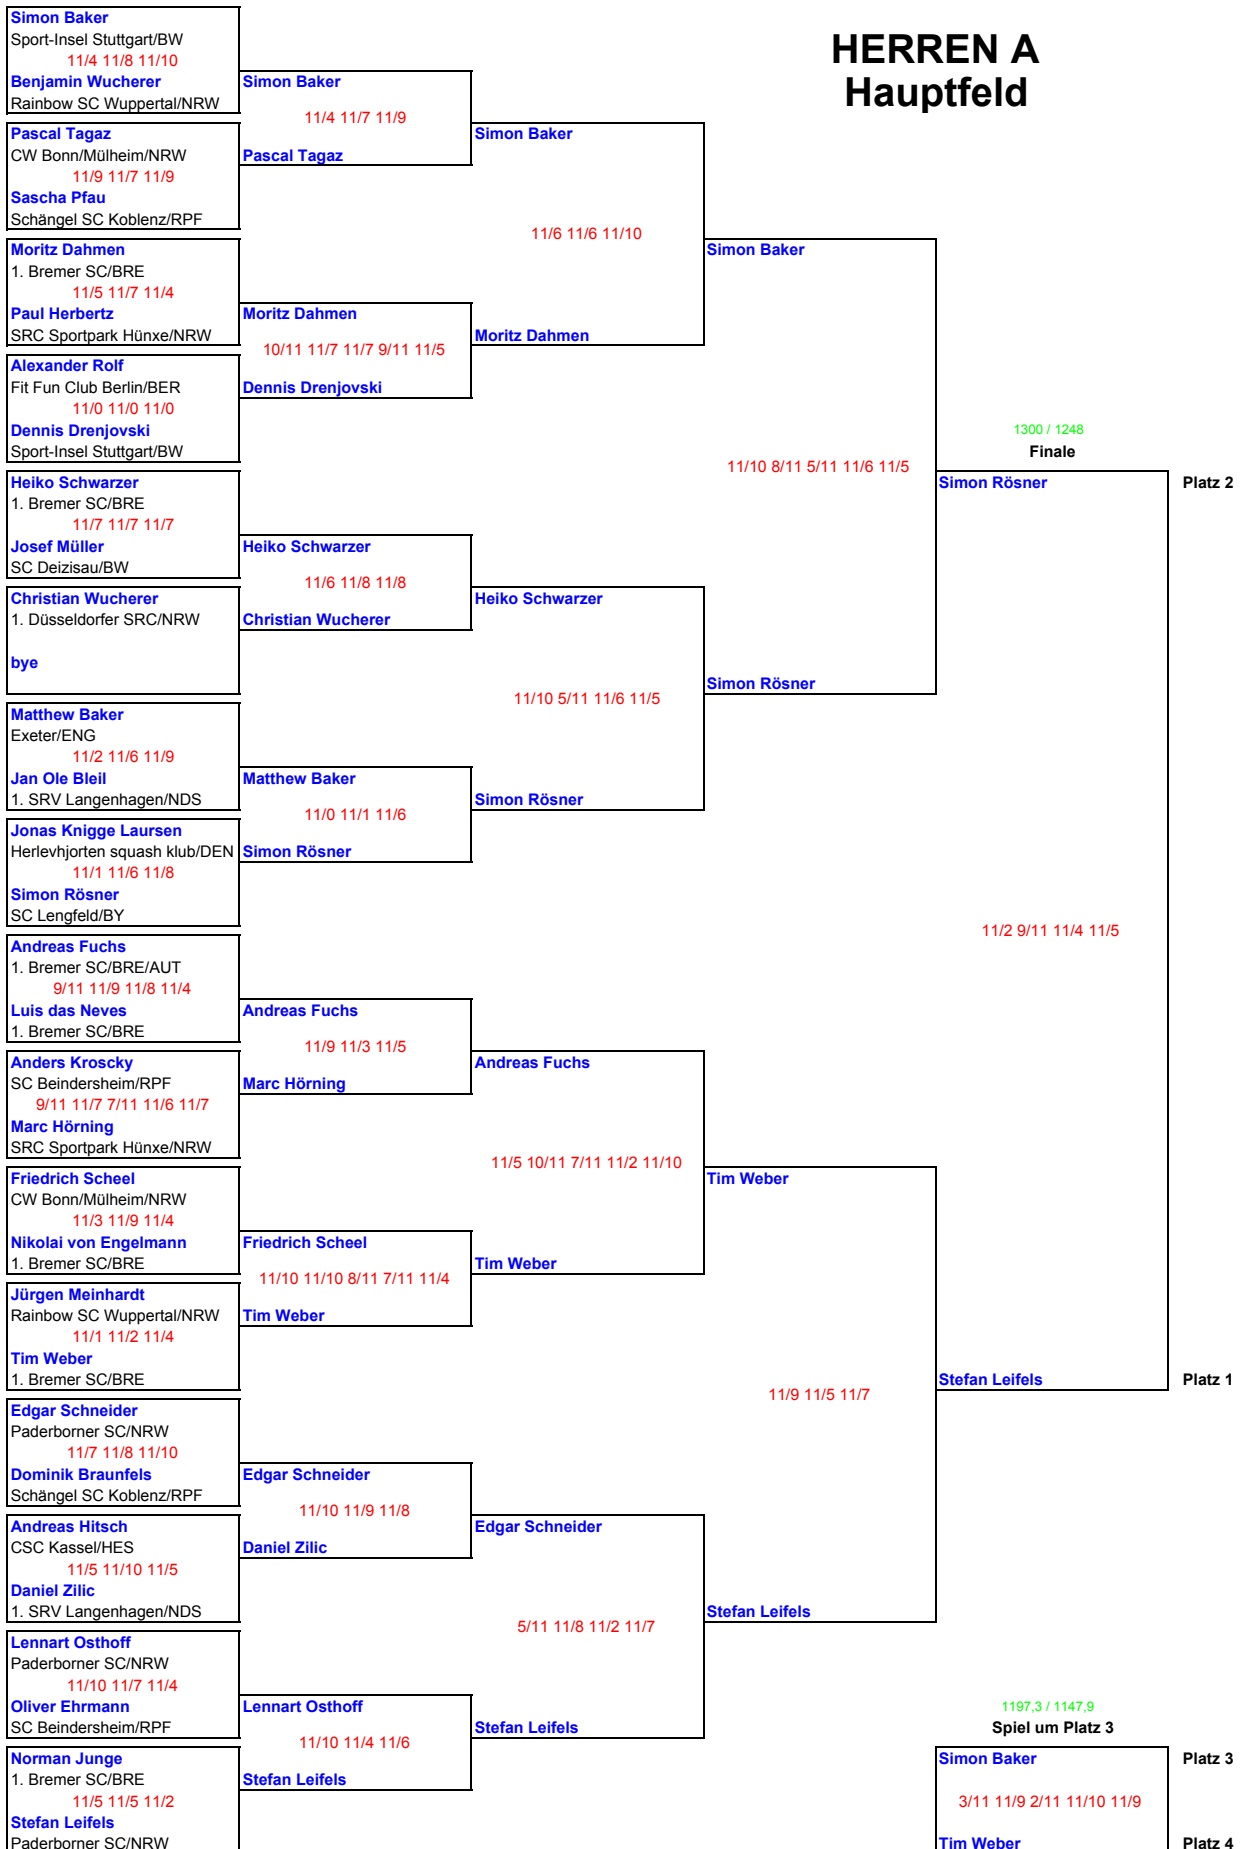 HERREN A
Hauptfeld
Simon Baker
Sport-Insel Stuttgart/BW
11/4 11/8 11/10
Benjamin Wucherer
Rainbow SC Wuppertal/NRW
Pascal Tagaz
CW Bonn/Mülheim/NRW
11/9 11/7 11/9
Sascha Pfau
Schängel SC Koblenz/RPF
Moritz Dahmen
1. Bremer SC/BRE
11/5 11/7 11/4
Paul Herbertz
SRC Sportpark Hünxe/NRW
Alexander Rolf
Fit Fun Club Berlin/BER
11/0 11/0 11/0
Dennis Drenjovski
Sport-Insel Stuttgart/BW
Heiko Schwarzer
1. Bremer SC/BRE
11/7 11/7 11/7
Josef Müller
SC Deizisau/BW
Christian Wucherer
1. Düsseldorfer SRC/NRW
bye
Matthew Baker
Exeter/ENG
11/2 11/6 11/9
Jan Ole Bleil
1. SRV Langenhagen/NDS
Jonas Knigge Laursen
Herlevhjorten squash klub/DEN
11/1 11/6 11/8
Simon Rösner
SC Lengfeld/BY
Andreas Fuchs
1. Bremer SC/BRE/AUT
9/11 11/9 11/8 11/4
Luis das Neves
1. Bremer SC/BRE
Anders Kroscky
SC Beindersheim/RPF
9/11 11/7 7/11 11/6 11/7
Marc Hörning
SRC Sportpark Hünxe/NRW
Friedrich Scheel
CW Bonn/Mülheim/NRW
11/3 11/9 11/4
Nikolai von Engelmann
1. Bremer SC/BRE
Jürgen Meinhardt
Rainbow SC Wuppertal/NRW
11/1 11/2 11/4
Tim Weber
1. Bremer SC/BRE
Edgar Schneider
Paderborner SC/NRW
11/7 11/8 11/10
Dominik Braunfels
Schängel SC Koblenz/RPF
Andreas Hitsch
CSC Kassel/HES
11/5 11/10 11/5
Daniel Zilic
1. SRV Langenhagen/NDS
Lennart Osthoff
Paderborner SC/NRW
11/10 11/7 11/4
Oliver Ehrmann
SC Beindersheim/RPF
Norman Junge
1. Bremer SC/BRE
11/5 11/5 11/2
Stefan Leifels
Paderborner SC/NRW
Simon Baker
11/4 11/7 11/9
Pascal Tagaz
Moritz Dahmen
10/11 11/7 11/7 9/11 11/5
Dennis Drenjovski
Heiko Schwarzer
11/6 11/8 11/8
Christian Wucherer
Matthew Baker
11/0 11/1 11/6
Simon Rösner
Andreas Fuchs
11/9 11/3 11/5
Marc Hörning
Friedrich Scheel
11/10 11/10 8/11 7/11 11/4
Tim Weber
Edgar Schneider
11/10 11/9 11/8
Daniel Zilic
Lennart Osthoff
11/10 11/4 11/6
Stefan Leifels
Simon Baker
11/6 11/6 11/10
Moritz Dahmen
Heiko Schwarzer
11/10 5/11 11/6 11/5
Simon Rösner
Andreas Fuchs
11/5 10/11 7/11 11/2 11/10
Tim Weber
Edgar Schneider
5/11 11/8 11/2 11/7
Stefan Leifels
Simon Baker
11/10 8/11 5/11 11/6 11/5
Simon Rösner
Tim Weber
11/9 11/5 11/7
Stefan Leifels
1300 / 1248
Finale
Simon Rösner
Platz 2
11/2 9/11 11/4 11/5
Stefan Leifels
Platz 1
1197,3 / 1147,9
Spiel um Platz 3
Simon Baker
Platz 3
3/11 11/9 2/11 11/10 11/9
Tim Weber
Platz 4